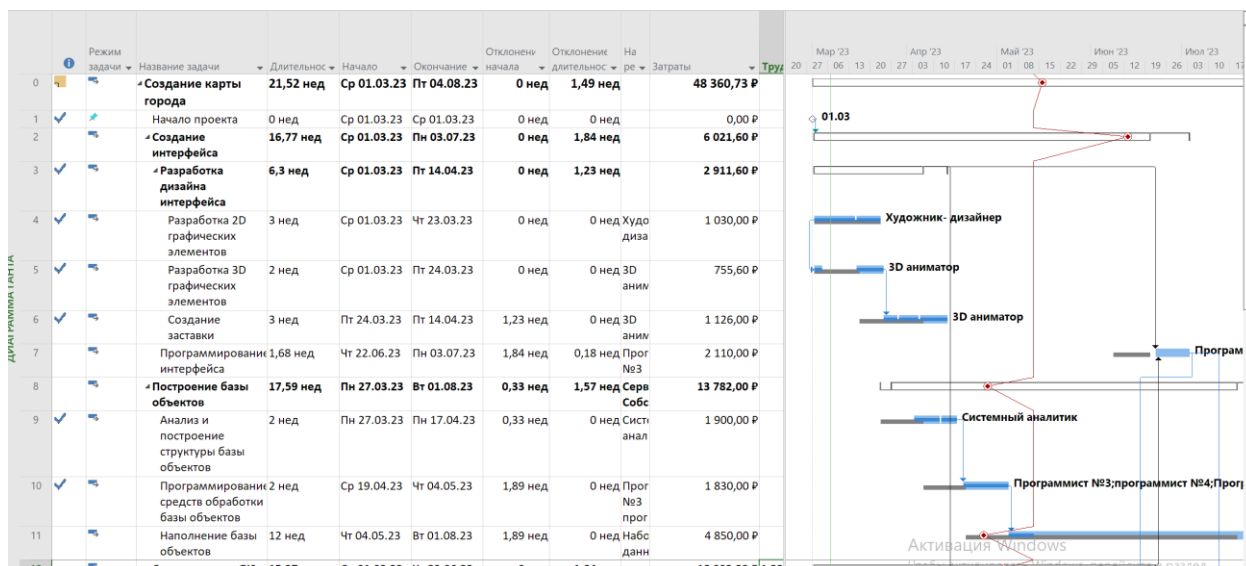 Режим
задачи
Название задачи
Длительнос
Начало
Окончание
Отклонени
начала
Отклонение
длительнос
На
ре
Затраты
Труд
Мар '23 Апр '23 Май '23 Июн '23 Июл '23
20 27 06 13 20 27 03 10 17 24 01 08 15 22 29 05 12 19 26 03 10 17
ДИАГРАММА ГАНТА
0 Создание карты 21,52 нед Ср 01.03.23 Пт 04.08.23 0 нед 1,49 нед 48 360,73 ₽
города
1 Начало проекта 0 нед Ср 01.03.23 Ср 01.03.23 0 нед 0 нед 0,00 ₽ 01.03
2 Создание 16,77 нед Ср 01.03.23 Пн 03.07.23 0 нед 1,84 нед 6 021,60 ₽
интерфейса
3 Разработка 6,3 нед Ср 01.03.23 Пт 14.04.23 0 нед 1,23 нед 2 911,60 ₽
дизайна
интерфейса
4 Разработка 2D 3 нед Ср 01.03.23 Чт 23.03.23 0 нед 0 нед Худо 1 030,00 ₽ Художник- дизайнер
графических диза
элементов
5 Разработка 3D 2 нед Ср 01.03.23 Пт 24.03.23 0 нед 0 нед 3D 755,60 ₽ 3D аниматор
графических аним
элементов
6 Создание 3 нед Пт 24.03.23 Пт 14.04.23 1,23 нед 0 нед 3D 1 126,00 ₽ 3D аниматор
заставки аним
7 Программирование 1,68 нед Чт 22.06.23 Пн 03.07.23 1,84 нед 0,18 нед Прог 2 110,00 ₽ Програм
интерфейса №3
8 Построение базы 17,59 нед Пн 27.03.23 Вт 01.08.23 0,33 нед 1,57 нед Серв 13 782,00 ₽
объектов Собс
9 Анализ и 2 нед Пн 27.03.23 Пн 17.04.23 0,33 нед 0 нед Систе 1 900,00 ₽ Системный аналитик
построение анал
структуры базы
объектов
10 Программирование 2 нед Ср 19.04.23 Чт 04.05.23 1,89 нед 0 нед Прог 1 830,00 ₽ Программист №3;программист №4;Прогр
средств обработки №3
базы объектов прог
11 Наполнение базы 12 нед Чт 04.05.23 Вт 01.08.23 1,89 нед 0 нед Набо 4 850,00 ₽
объектов данн
Активация Windows